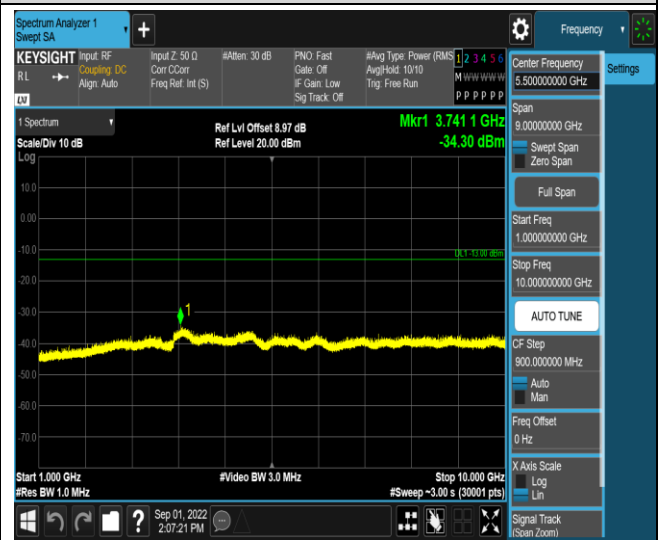 Spectrum Analyzer 1
Swept SA
+
Frequency
KEYSIGHT
RL
LXI
Input: RF
Coupling: DC
Align: Auto
Input Z: 50 Ω
Corr CCorr
Freq Ref: Int (S)
#Atten: 30 dB
PNO: Fast
Gate: Off
IF Gain: Low
Sig Track: Off
#Avg Type: Power (RMS
Avg|Hold: 10/10
Trig: Free Run
1 2 3 4 5 6
M W W W W W
P P P P P P
1 Spectrum
Scale/Div 10 dB
Log
Ref Lvl Offset 8.97 dB
Ref Level 20.00 dBm
Mkr1 3.741 1 GHz
-34.30 dBm
10.0
0.00
-10.0
DL1 -13.00 dBm
-20.0
-30.0
1
-40.0
-50.0
-60.0
-70.0
Start 1.000 GHz
#Res BW 1.0 MHz
#Video BW 3.0 MHz
Stop 10.000 GHz
#Sweep ~3.00 s (30001 pts)
Sep 01, 2022
2:07:21 PM
?
Center Frequency
5.500000000 GHz
Span
9.00000000 GHz
Swept Span
Zero Span
Full Span
Start Freq
1.000000000 GHz
Stop Freq
10.00000000 GHz
AUTO TUNE
CF Step
900.000000 MHz
Auto
Man
Freq Offset
0 Hz
X Axis Scale
Log
Lin
Signal Track
(Span Zoom)
Settings